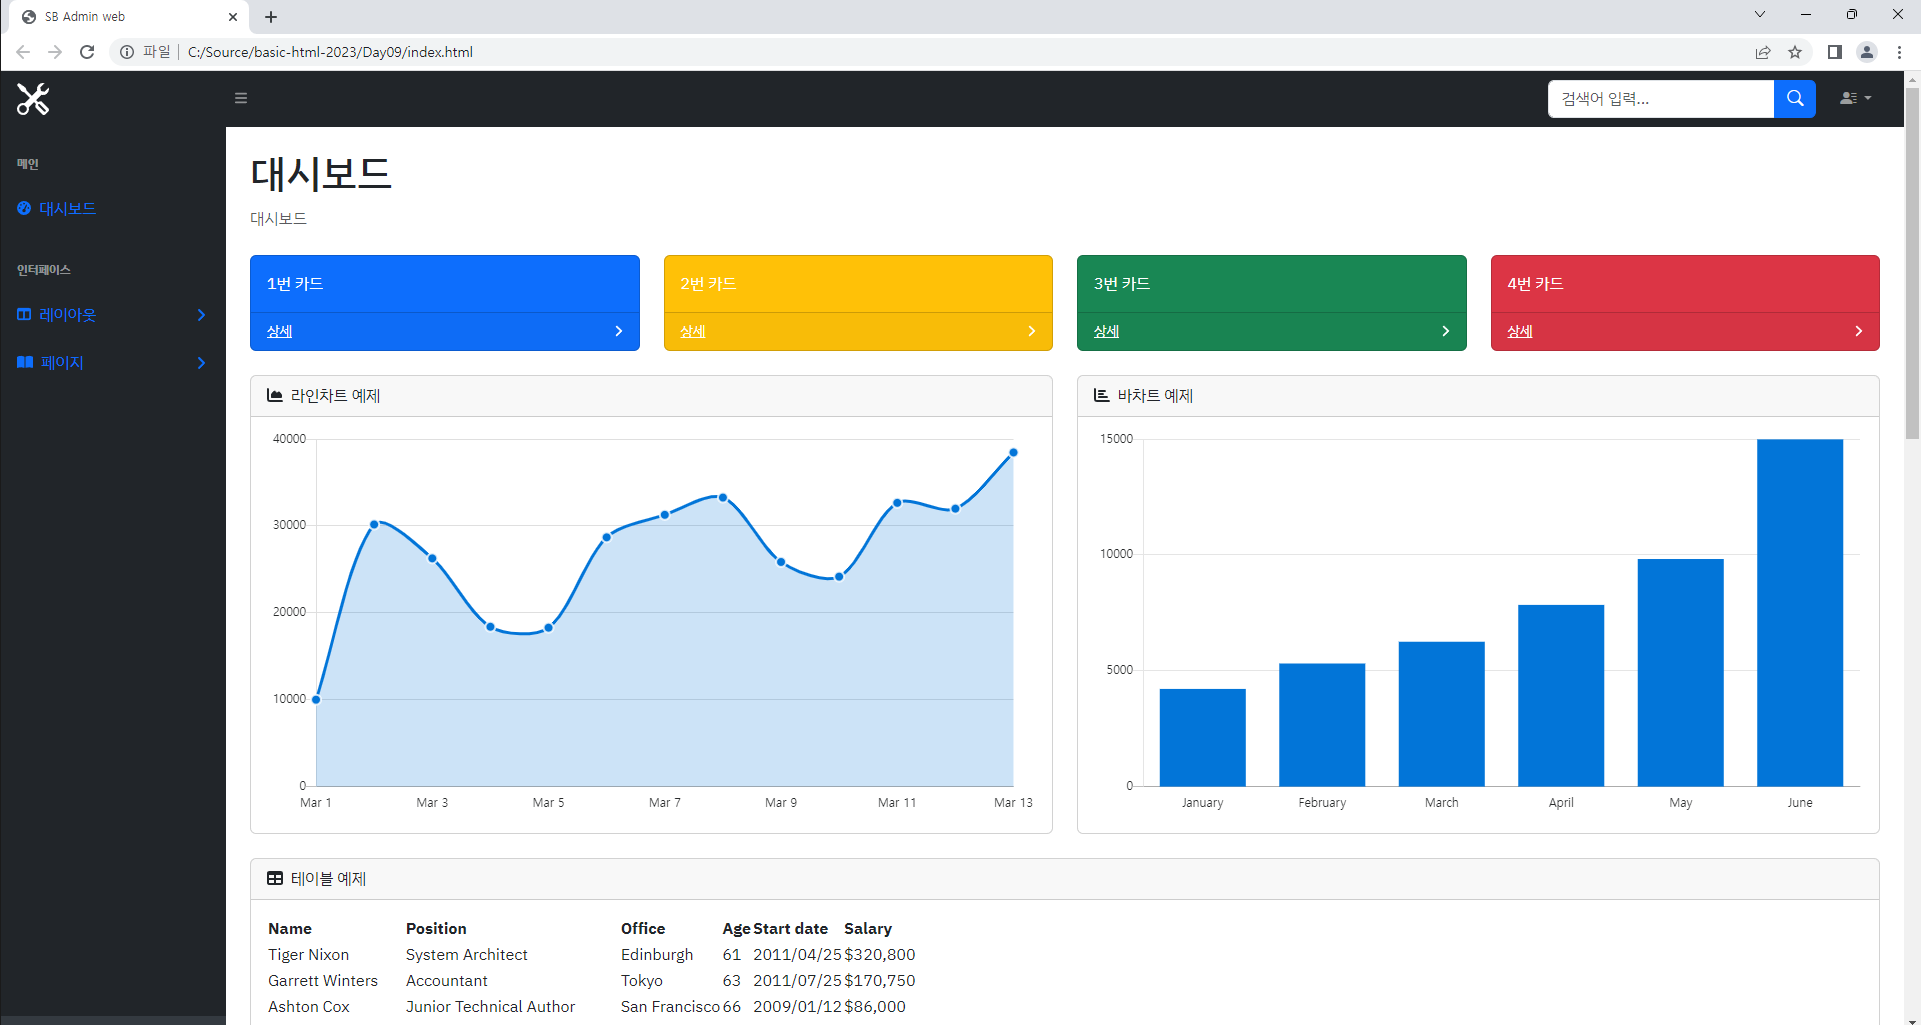 SB Admin web
파일 C:/Source/basic-html-2023/Day09/index.html
검색어 입력...
메인
대시보드
인터페이스
레이아웃
페이지
대시보드
대시보드
1번 카드
상세
2번 카드
상세
3번 카드
상세
4번 카드
상세
라인차트 예제
40000
30000
20000
10000
0
Mar 1 Mar 3 Mar 5 Mar 7 Mar 9 Mar 11 Mar 13
바차트 예제
15000
10000
5000
0
January February March April May June
테이블 예제
Name Position Office Age Start date Salary
Tiger Nixon System Architect Edinburgh 61 2011/04/25 $320,800
Garrett Winters Accountant Tokyo 63 2011/07/25 $170,750
Ashton Cox Junior Technical Author San Francisco 66 2009/01/12 $86,000